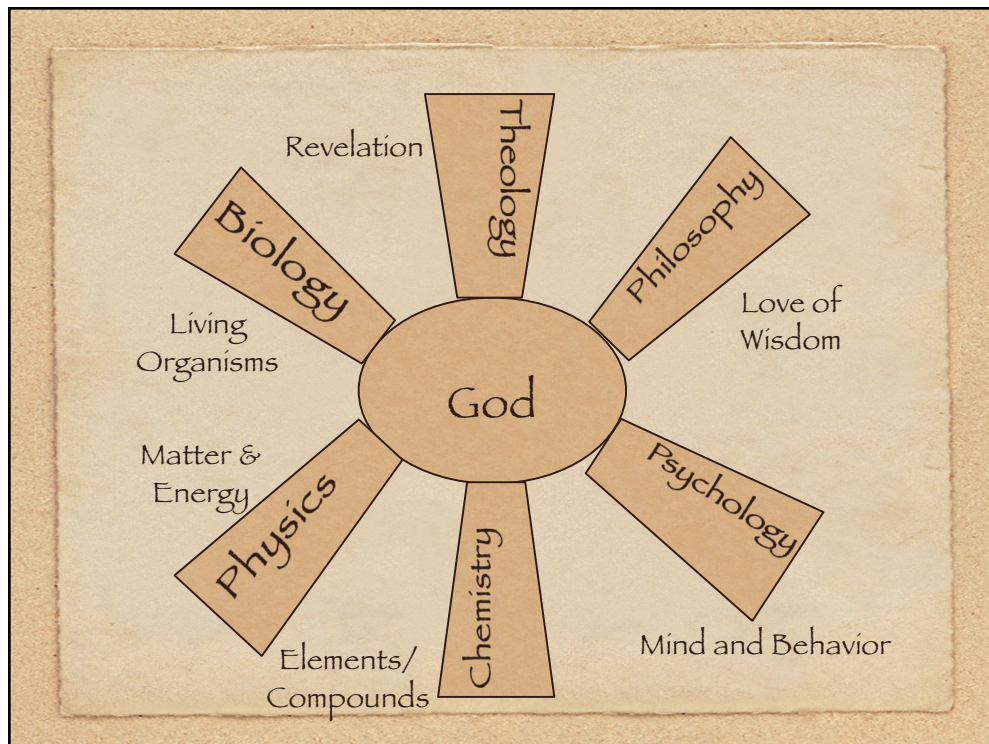 Theology
Revelation
Philosophy
Love of
Wisdom
Psychology
Mind and Behavior
Chemistry
Elements/
Compounds
Physics
Matter &
Energy
Biology
Living
Organisms
God